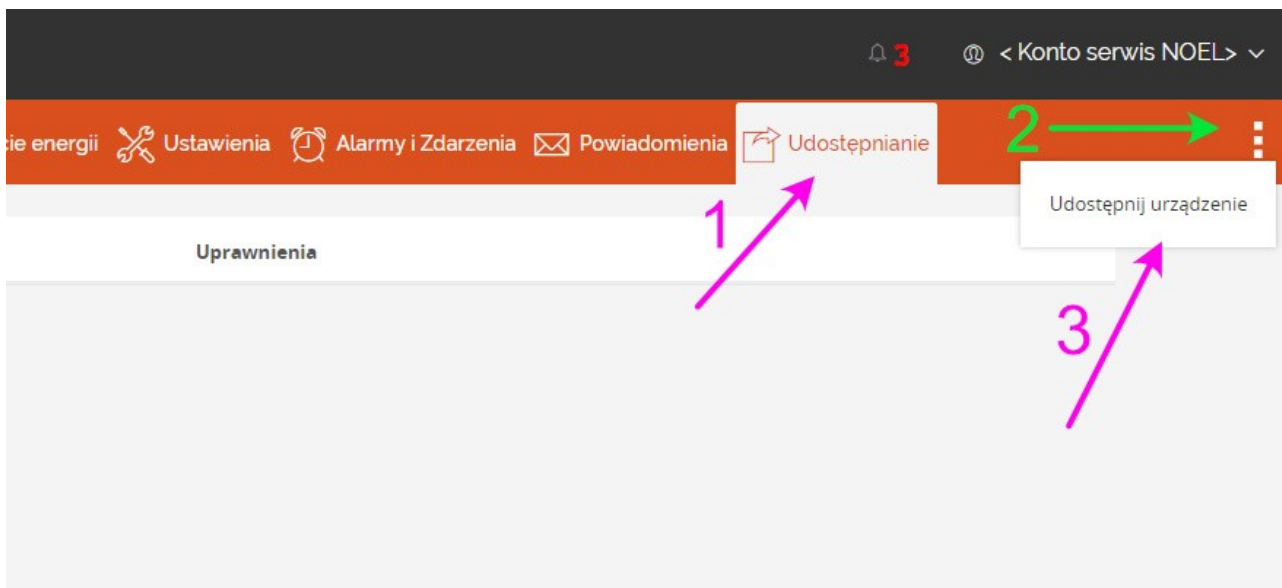 3 < Konto serwis NOEL>
ie energii Ustawienia Alarmy i Zdarzenia Powiadomienia Udostępnianie 2
Udostępnij urządzenie
1
Uprawnienia
3